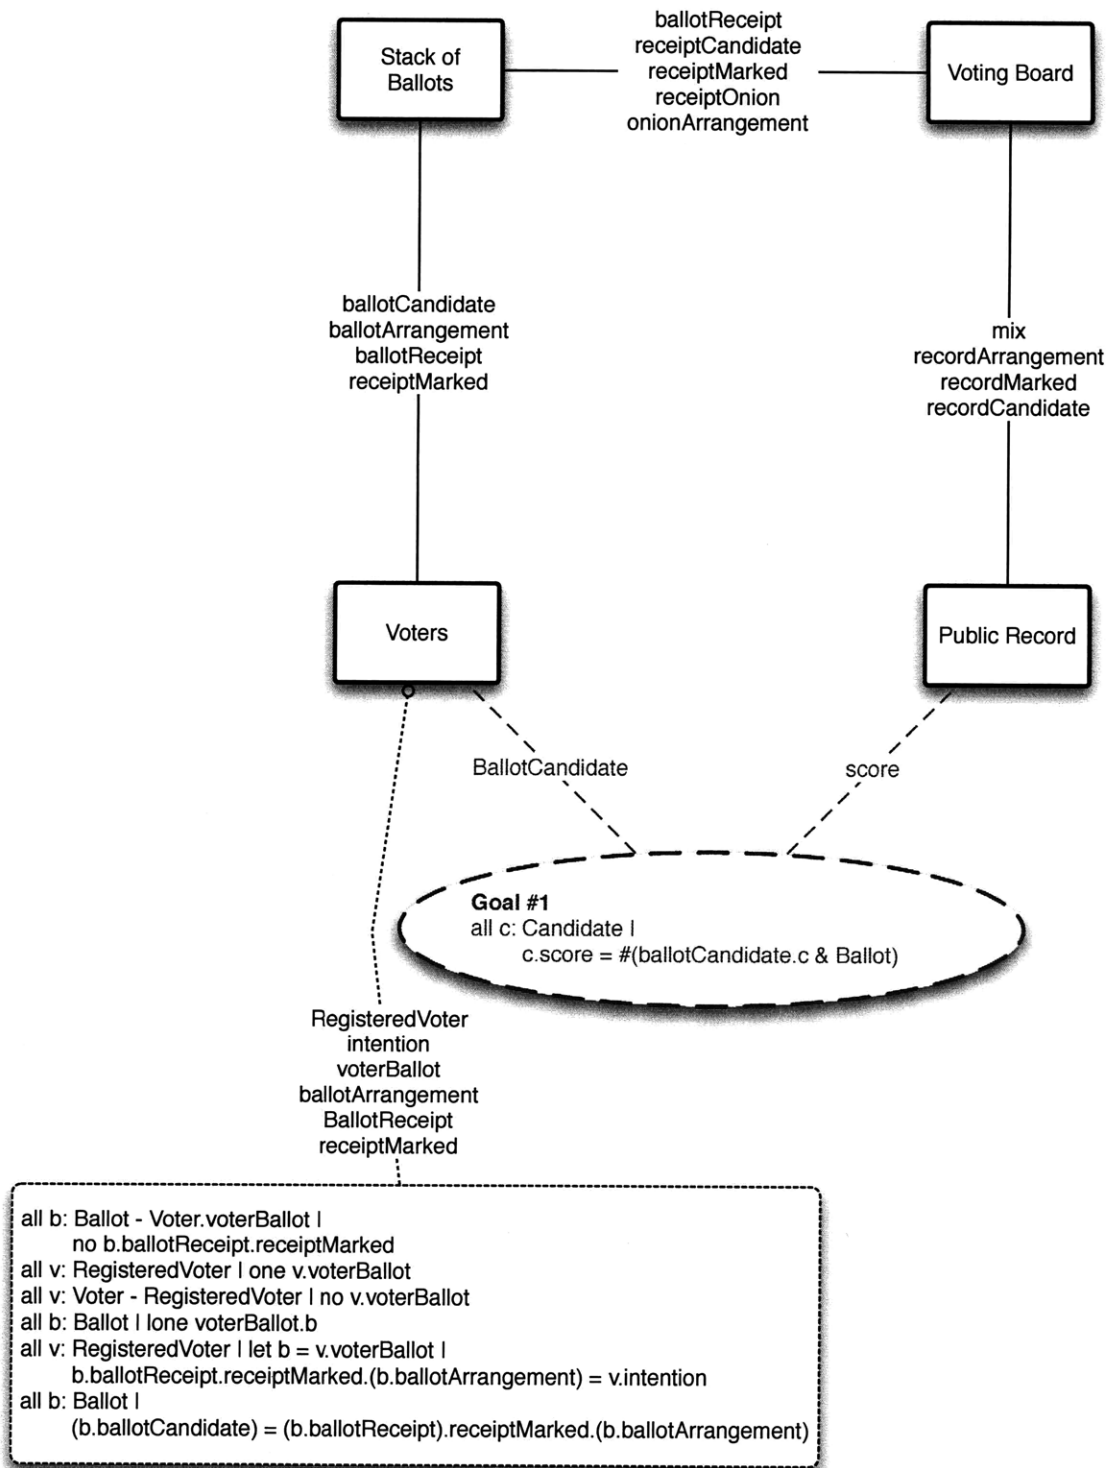 Stack of
Ballots
ballotReceipt
receiptCandidate
receiptMarked
receiptOnion
onionArrangement
Voting Board
ballotCandidate
ballotArrangement
ballotReceipt
receiptMarked
mix
recordArrangement
recordMarked
recordCandidate
Voters
Public Record
BallotCandidate
score
Goal #1
all c: Candidate |
c.score = #(ballotCandidate.c & Ballot)
RegisteredVoter
intention
voterBallot
ballotArrangement
BallotReceipt
receiptMarked
all b: Ballot - Voter.voterBallot |
no b.ballotReceipt.receiptMarked
all v: RegisteredVoter | one v.voterBallot
all v: Voter - RegisteredVoter | no v.voterBallot
all b: Ballot | lone voterBallot.b
all v: RegisteredVoter | let b = v.voterBallot |
b.ballotReceipt.receiptMarked.(b.ballotArrangement) = v.intention
all b: Ballot |
(b.ballotCandidate) = (b.ballotReceipt).receiptMarked.(b.ballotArrangement)